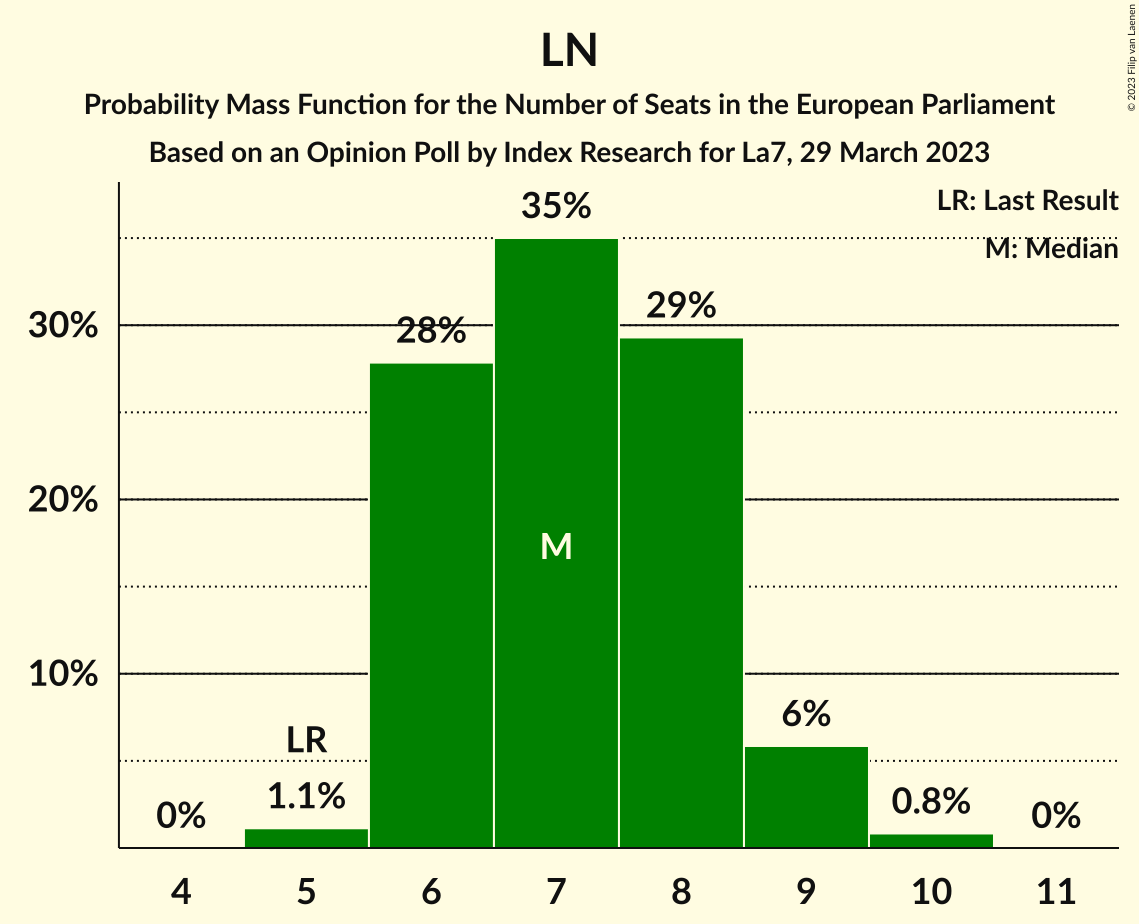 LN
Probability Mass Function for the Number of Seats in the European Parliament
Based on an Opinion Poll by Index Research for La7, 29 March 2023
© 2023 Filip van Laenen
LR: Last Result
M: Median
35%
29%
28%
30%
20%
M
10%
6%
LR
1.1%
0.8%
0%
0%
4 5 6 7 8 9 10 11